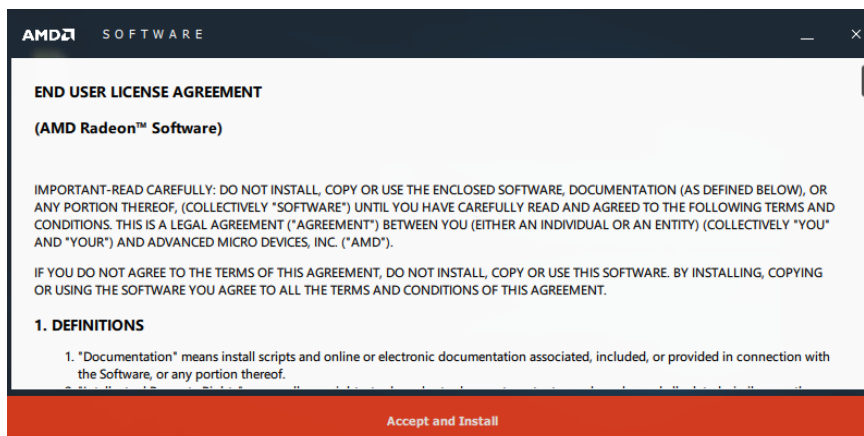 AMD SOFTWARE
END USER LICENSE AGREEMENT
(AMD Radeon™ Software)
IMPORTANT-READ CAREFULLY: DO NOT INSTALL, COPY OR USE THE ENCLOSED SOFTWARE, DOCUMENTATION (AS DEFINED BELOW), OR
ANY PORTION THEREOF, (COLLECTIVELY "SOFTWARE") UNTIL YOU HAVE CAREFULLY READ AND AGREED TO THE FOLLOWING TERMS AND
CONDITIONS. THIS IS A LEGAL AGREEMENT ("AGREEMENT") BETWEEN YOU (EITHER AN INDIVIDUAL OR AN ENTITY) (COLLECTIVELY "YOU"
AND "YOUR") AND ADVANCED MICRO DEVICES, INC. ("AMD").
IF YOU DO NOT AGREE TO THE TERMS OF THIS AGREEMENT, DO NOT INSTALL, COPY OR USE THIS SOFTWARE. BY INSTALLING, COPYING
OR USING THE SOFTWARE YOU AGREE TO ALL THE TERMS AND CONDITIONS OF THIS AGREEMENT.
1. DEFINITIONS
1. "Documentation" means install scripts and online or electronic documentation associated, included, or provided in connection with
the Software, or any portion thereof.
Accept and Install